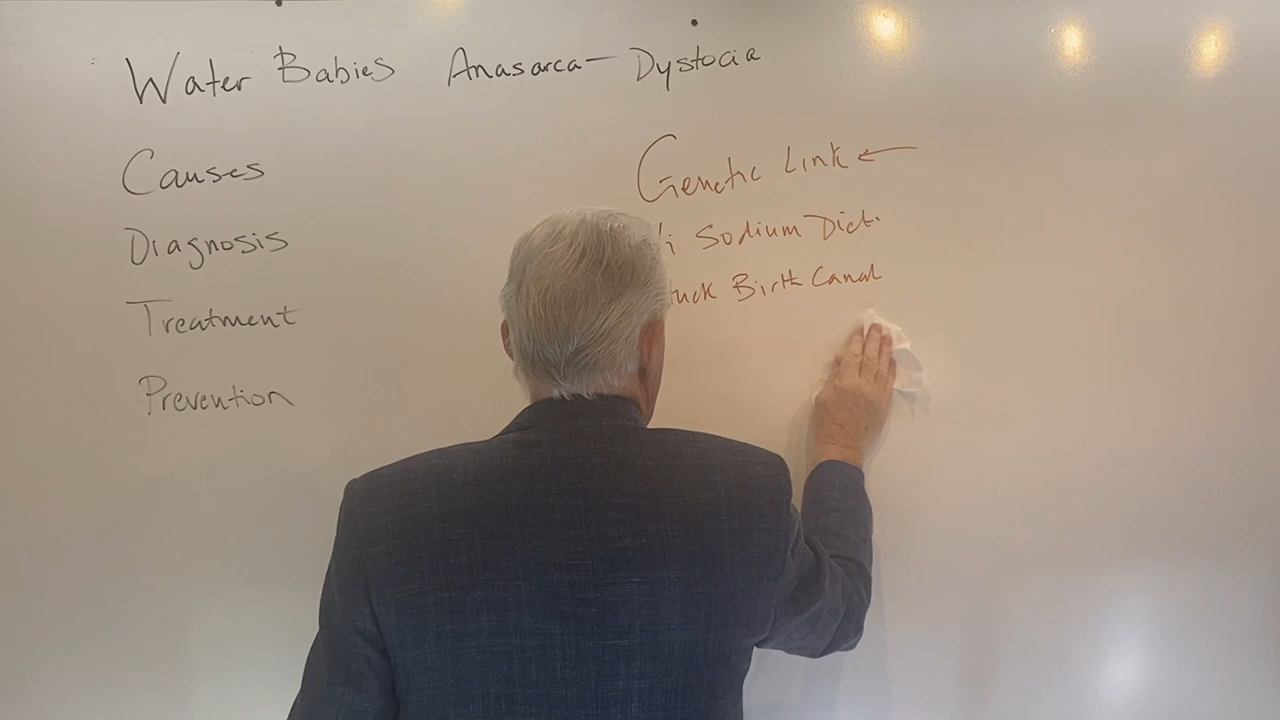 Water Babies Anasarca- Dystocia
Causes
Diagnosis
Treatment
Prevention
Genetic Link ←
Sodium Diet.
Birth Canal